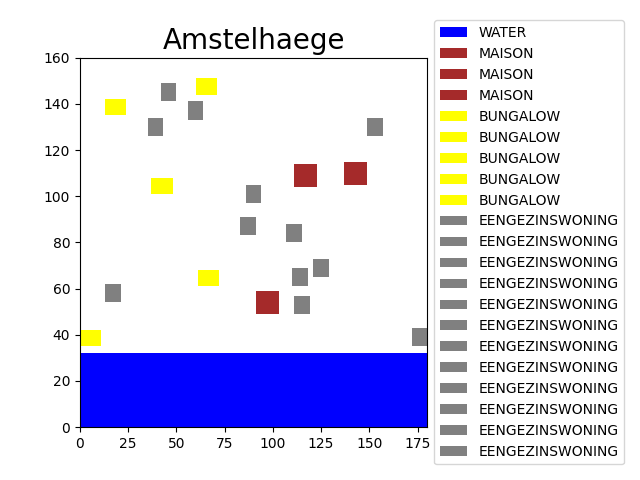 Amstelhaege
160
140
120
100
80
60
40
20
0
0 25 50 75 100 125 150 175
WATER
MAISON
MAISON
MAISON
BUNGALOW
BUNGALOW
BUNGALOW
BUNGALOW
BUNGALOW
EENGEZINSWONING
EENGEZINSWONING
EENGEZINSWONING
EENGEZINSWONING
EENGEZINSWONING
EENGEZINSWONING
EENGEZINSWONING
EENGEZINSWONING
EENGEZINSWONING
EENGEZINSWONING
EENGEZINSWONING
EENGEZINSWONING